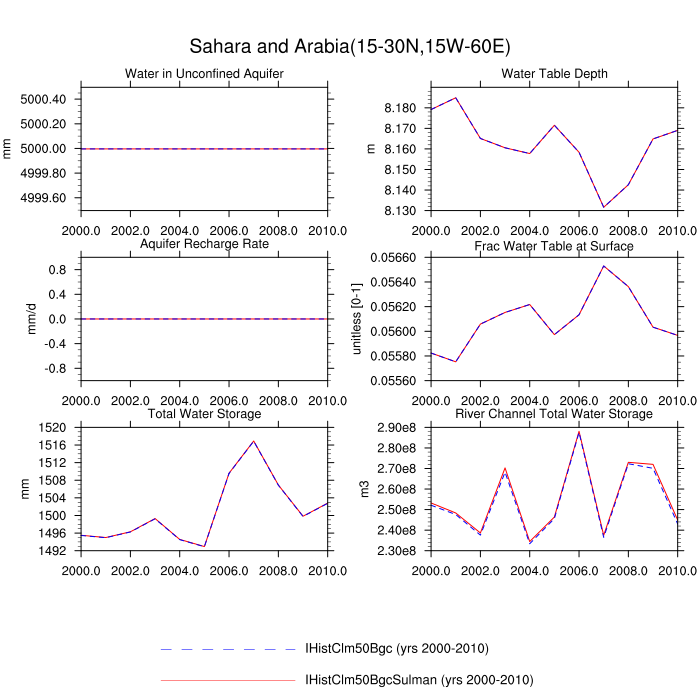 Sahara and Arabia(15-30N,15W-60E)
Water in Unconfined Aquifer
5000.40
5000.20
5000.00
4999.80
4999.60
mm
2000.0 2002.0 2004.0 2006.0 2008.0 2010.0
Water Table Depth
8.180
8.170
8.160
8.150
8.140
8.130
m
2000.0 2002.0 2004.0 2006.0 2008.0 2010.0
Aquifer Recharge Rate
0.8
0.4
0.0
-0.4
-0.8
mm/d
2000.0 2002.0 2004.0 2006.0 2008.0 2010.0
Frac Water Table at Surface
0.05660
0.05640
0.05620
0.05600
0.05580
0.05560
unitless [0-1]
2000.0 2002.0 2004.0 2006.0 2008.0 2010.0
Total Water Storage
1520
1516
1512
1508
1504
1500
1496
1492
mm
2000.0 2002.0 2004.0 2006.0 2008.0 2010.0
River Channel Total Water Storage
2.90e8
2.80e8
2.70e8
2.60e8
2.50e8
2.40e8
2.30e8
m3
2000.0 2002.0 2004.0 2006.0 2008.0 2010.0
IHistClm50Bgc (yrs 2000-2010)
IHistClm50BgcSulman (yrs 2000-2010)